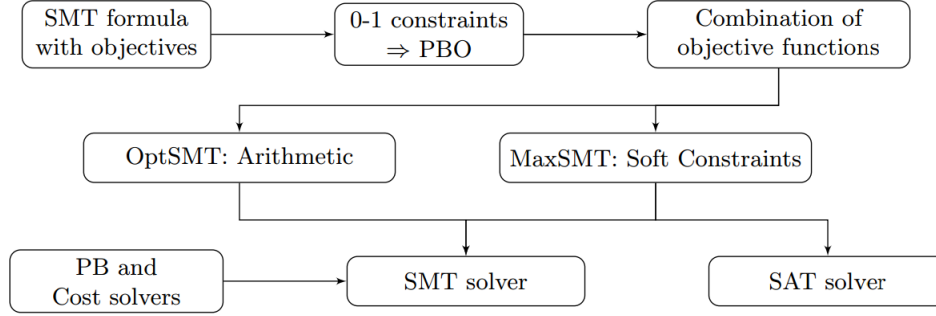 SMT formula
with objectives
0-1 constraints
⇒ PBO
Combination of
objective functions
OptSMT: Arithmetic
MaxSMT: Soft Constraints
PB and
Cost solvers
SMT solver
SAT solver